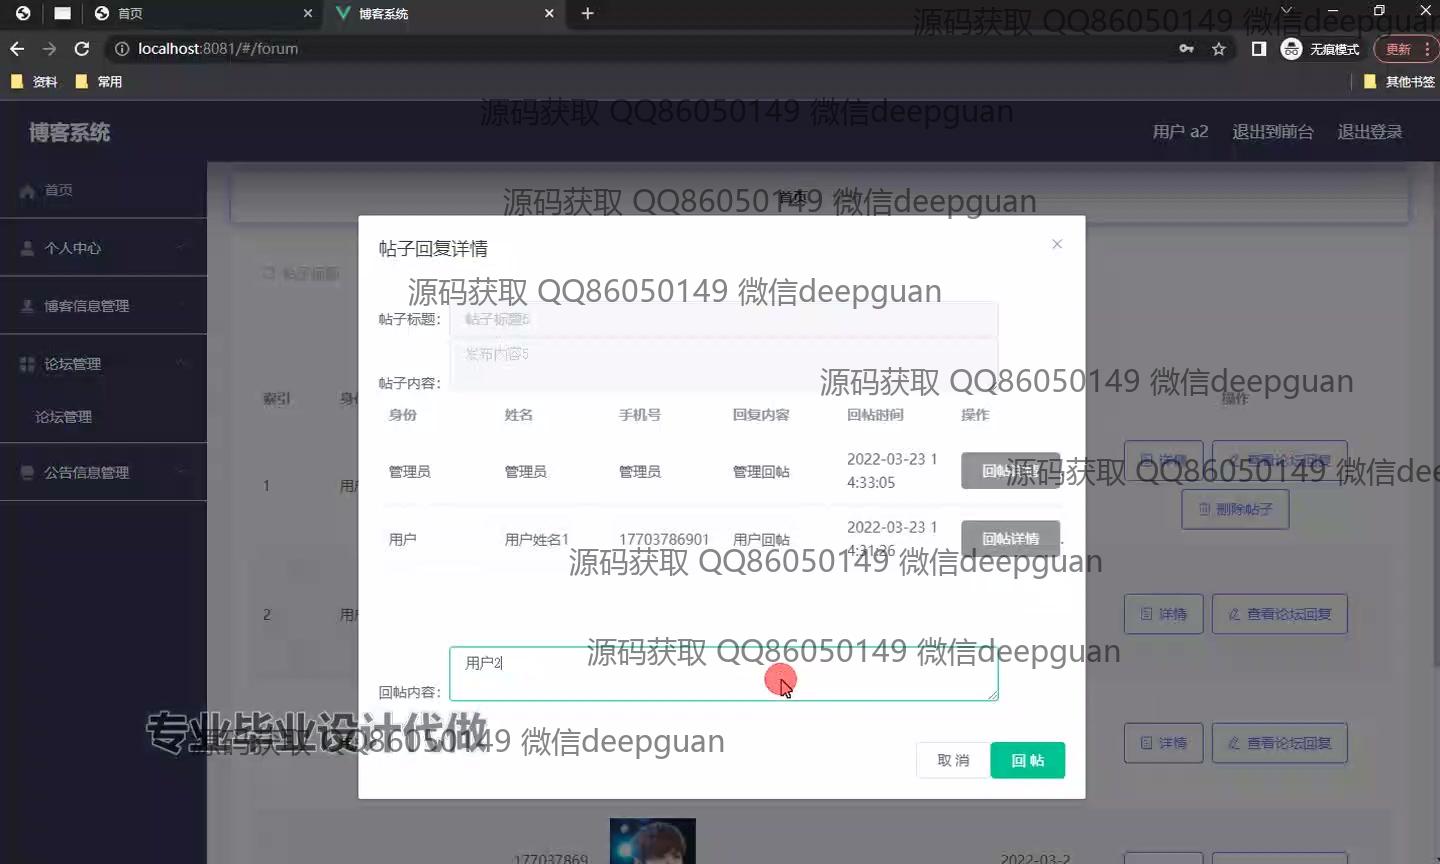 首页
博客系统
localhost:8081/#/forum
无痕模式
更新
资料
常用
其他书签
源码获取 QQ86050149 微信deepguan
源码获取 QQ86050149 微信deepguan
博客系统
用户 a2
退出到前台
退出登录
首页
首页
源码获取 QQ86050149 微信deepguan
个人中心
帖子回复详情
博客信息管理
源码获取 QQ86050149 微信deepguan
帖子标题:
帖子标题5
发布内容5
论坛管理
帖子内容:
源码获取 QQ86050149 微信deepguan
索引
操作
论坛管理
身份
姓名
手机号
回复内容
回帖时间
操作
公告信息管理
管理员
管理员
管理员
管理回帖
2022-03-23 1
4:33:05
源码获取 QQ86050149 微信dee
详情
查看论坛回复
1
删除帖子
用户
用户姓名1
17703786901
用户回帖
2022-03-23 1
4:31:26
回帖详情
源码获取 QQ86050149 微信deepguan
2
详情
查看论坛回复
源码获取 QQ86050149 微信deepguan
用户2
回帖内容:
专业毕业设计代做
源码获取 QQ86050149 微信deepguan
详情
查看论坛回复
取消
回帖
177037869
2022-03-2